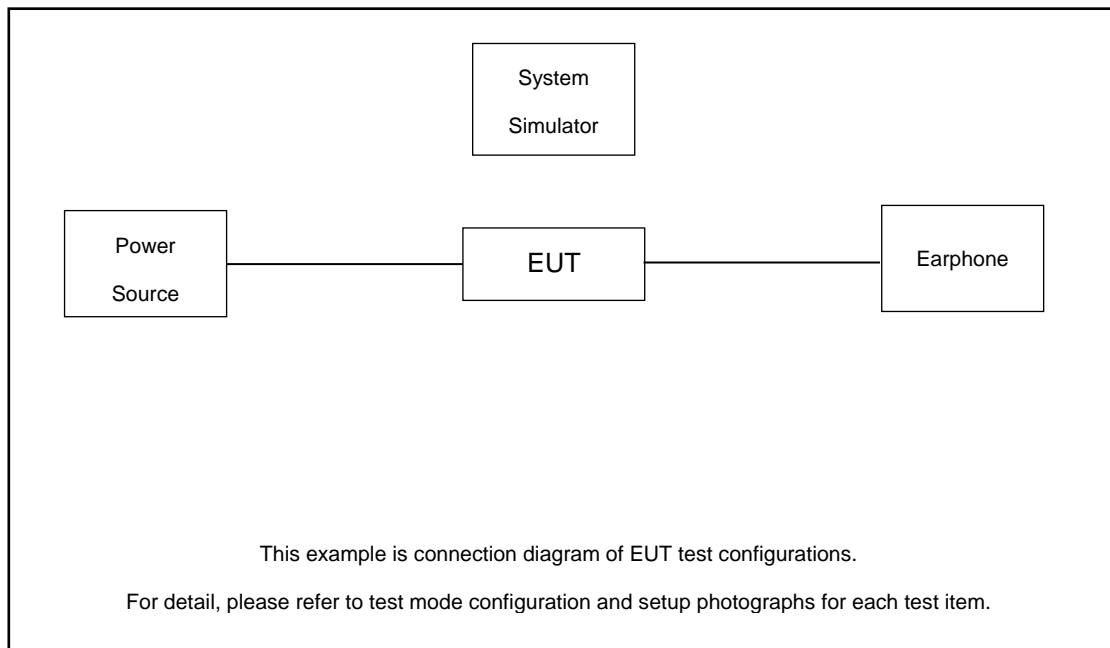 System
Simulator
Power
Source
EUT
Earphone
This example is connection diagram of EUT test configurations.
For detail, please refer to test mode configuration and setup photographs for each test item.